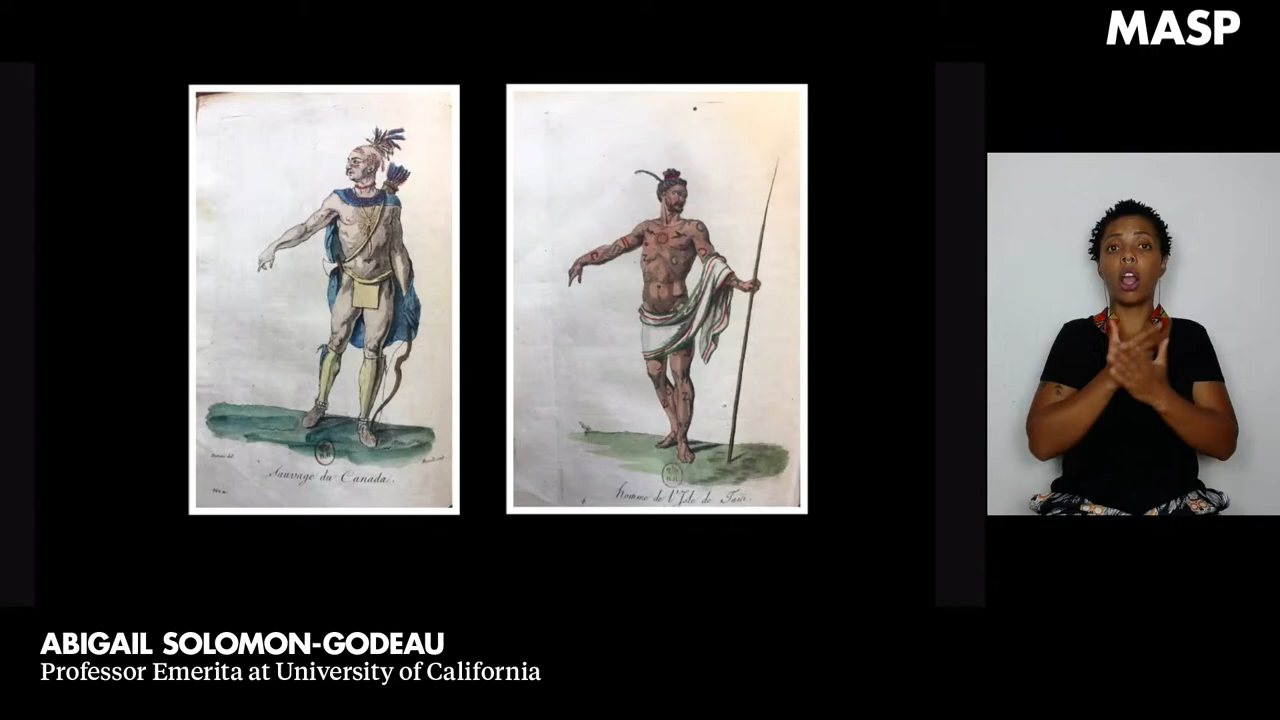 MASP
Sauvage du Canada.
homme de l'Isle de
ABIGAIL SOLOMON-GODEAU
Professor Emerita at University of California